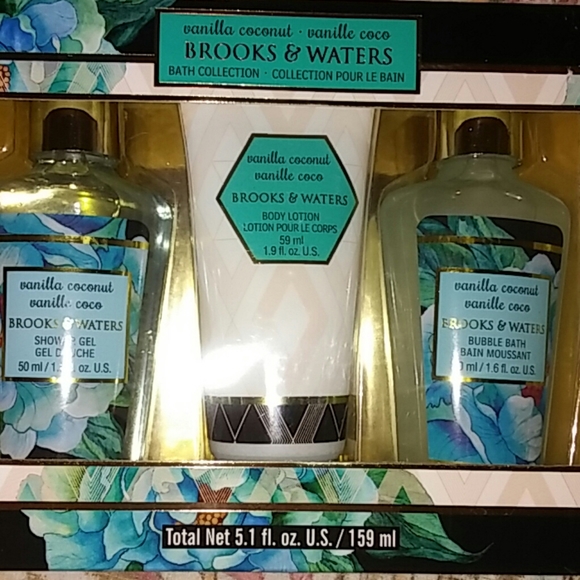 vanilla coconut · vanille coco
BROOKS & WATERS
BATH COLLECTION · COLLECTION POUR LE BAIN
vanilla coconut
vanille coco
BROOKS & WATERS
BODY LOTION
LOTION POUR LE CORPS
59 ml
1.9 fl. oz. U.S.
vanilla coconut
vanille coco
BROOKS & WATERS
SHOWER GEL
GEL DOUCHE
50 ml / fl. oz. U.S.
vanilla coconut
vanille coco
BROOKS & WATERS
BUBBLE BATH
BAIN MOUSSANT
ml / 1.6 fl. oz. U.S.
Total Net 5.1 fl. oz. U.S. / 159 ml